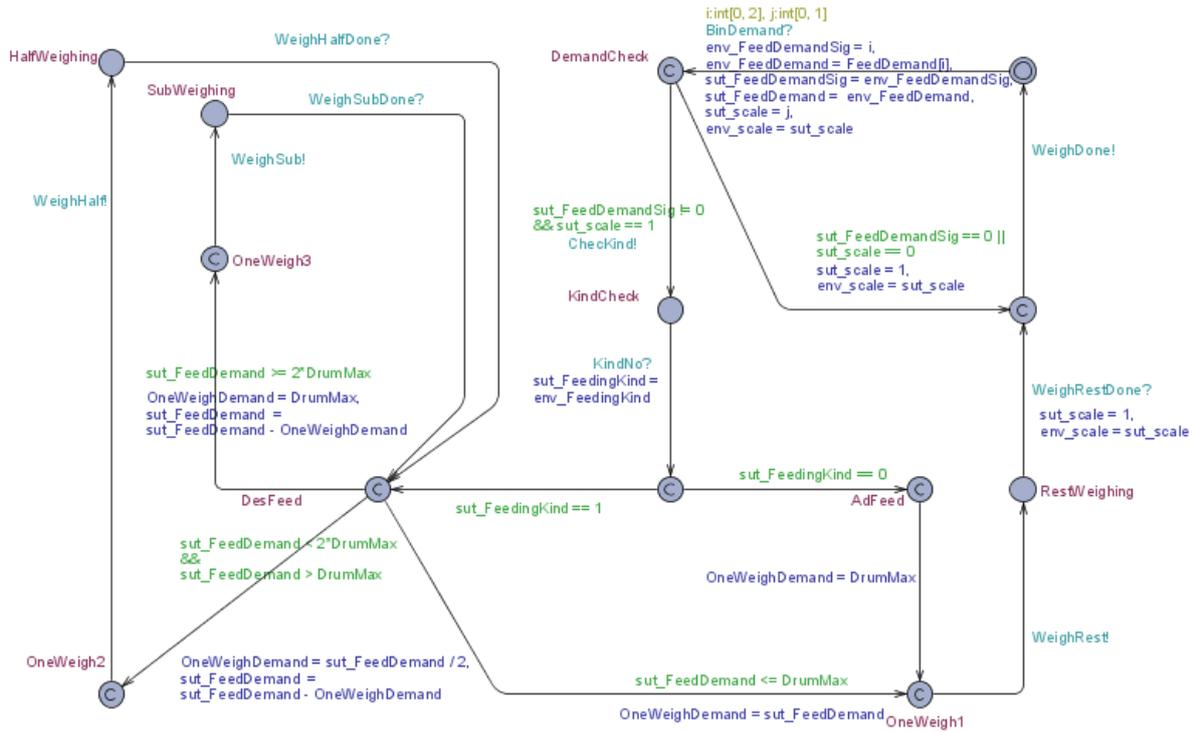 i:int[0, 2], j:int[0, 1]
BinDemand?
env_FeedDemandSig = i,
env_FeedDemand = FeedDemand[i],
sut_FeedDemandSig = env_FeedDemandSig,
sut_FeedDemand = env_FeedDemand,
sut_scale = j,
env_scale = sut_scale
WeighHalfDone?
HalfWeighing
DemandCheck
SubWeighing
WeighSubDone?
WeighSub!
WeighDone!
WeighHalf!
sut_FeedDemandSig != 0
&& sut_scale == 1
ChecKind!
sut_FeedDemandSig == 0 ||
sut_scale == 0
sut_scale = 1,
env_scale = sut_scale
OneWeigh3
KindCheck
KindNo?
sut_FeedingKind =
env_FeedingKind
sut_FeedDemand >= 2*DrumMax
OneWeighDemand = DrumMax,
sut_FeedDemand =
sut_FeedDemand - OneWeighDemand
WeighRestDone?
sut_scale = 1,
env_scale = sut_scale
DesFeed
sut_FeedingKind == 1
sut_FeedingKind == 0
AdFeed
RestWeighing
sut_FeedDemand < 2*DrumMax
&&
sut_FeedDemand > DrumMax
OneWeighDemand = DrumMax
WeighRest!
OneWeigh2
OneWeighDemand = sut_FeedDemand / 2,
sut_FeedDemand =
sut_FeedDemand - OneWeighDemand
sut_FeedDemand <= DrumMax
OneWeighDemand = sut_FeedDemand
OneWeigh1
C
C
C
C
C
C
C
C